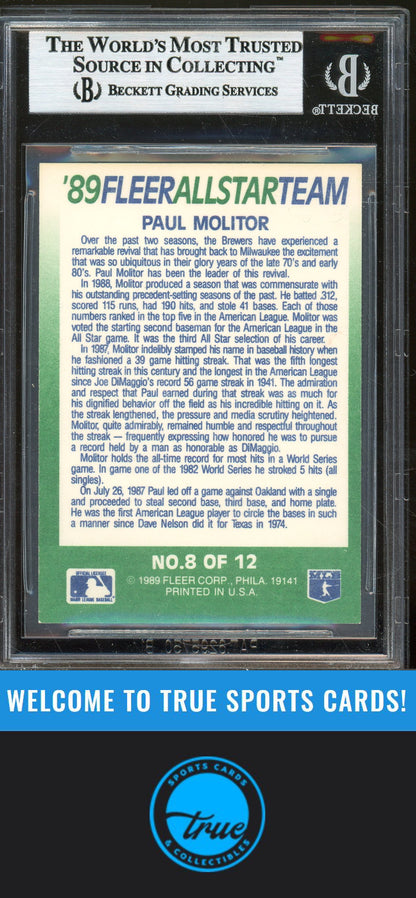 THE WORLD'S MOST TRUSTED
SOURCE IN COLLECTING™
(B) BECKETT GRADING SERVICES
BECKETT®
'89FLEERALLSTARTEAM
PAUL MOLITOR
Over the past two seasons, the Brewers have experienced a
remarkable revival that has brought back to Milwaukee the excitement
that was so ubiquitous in their glory years of the late 70's and early
80's. Paul Molitor has been the leader of this revival.
In 1988, Molitor produced a season that was commensurate with
his outstanding precedent-setting seasons of the past. He batted .312,
scored 115 runs, had 190 hits, and stole 41 bases. Each of those
numbers ranked in the top five in the American League. Molitor was
voted the starting second baseman for the American League in the
All Star game. It was the third All Star selection of his career.
In 1987, Molitor indelibly stamped his name in baseball history when
he fashioned a 39 game hitting streak. That was the fifth longest
hitting streak in this century and the longest in the American League
since Joe DiMaggio's record 56 game streak in 1941. The admiration
and respect that Paul earned during that streak was as much for
his dignified behavior off the field as his incredible hitting on it. As
the streak lengthened, the pressure and media scrutiny heightened.
Molitor, quite admirably, remained humble and respectful throughout
the streak — frequently expressing how honored he was to pursue
a record held by a man as honorable as DiMaggio.
Molitor holds the all-time record for most hits in a World Series
game. In game one of the 1982 World Series he stroked 5 hits (all
singles).
On July 26, 1987 Paul led off a game against Oakland with a single
and proceeded to steal second base, third base, and home plate.
He was the first American League player to circle the bases in such
a manner since Dave Nelson did it for Texas in 1974.
NO.8 OF 12
© 1989 FLEER CORP., PHILA. 19141
PRINTED IN U.S.A.
OFFICIAL LICENSEE
MAJOR LEAGUE BASEBALL
WELCOME TO TRUE SPORTS CARDS!
SPORTS CARDS
true
& COLLECTIBLES